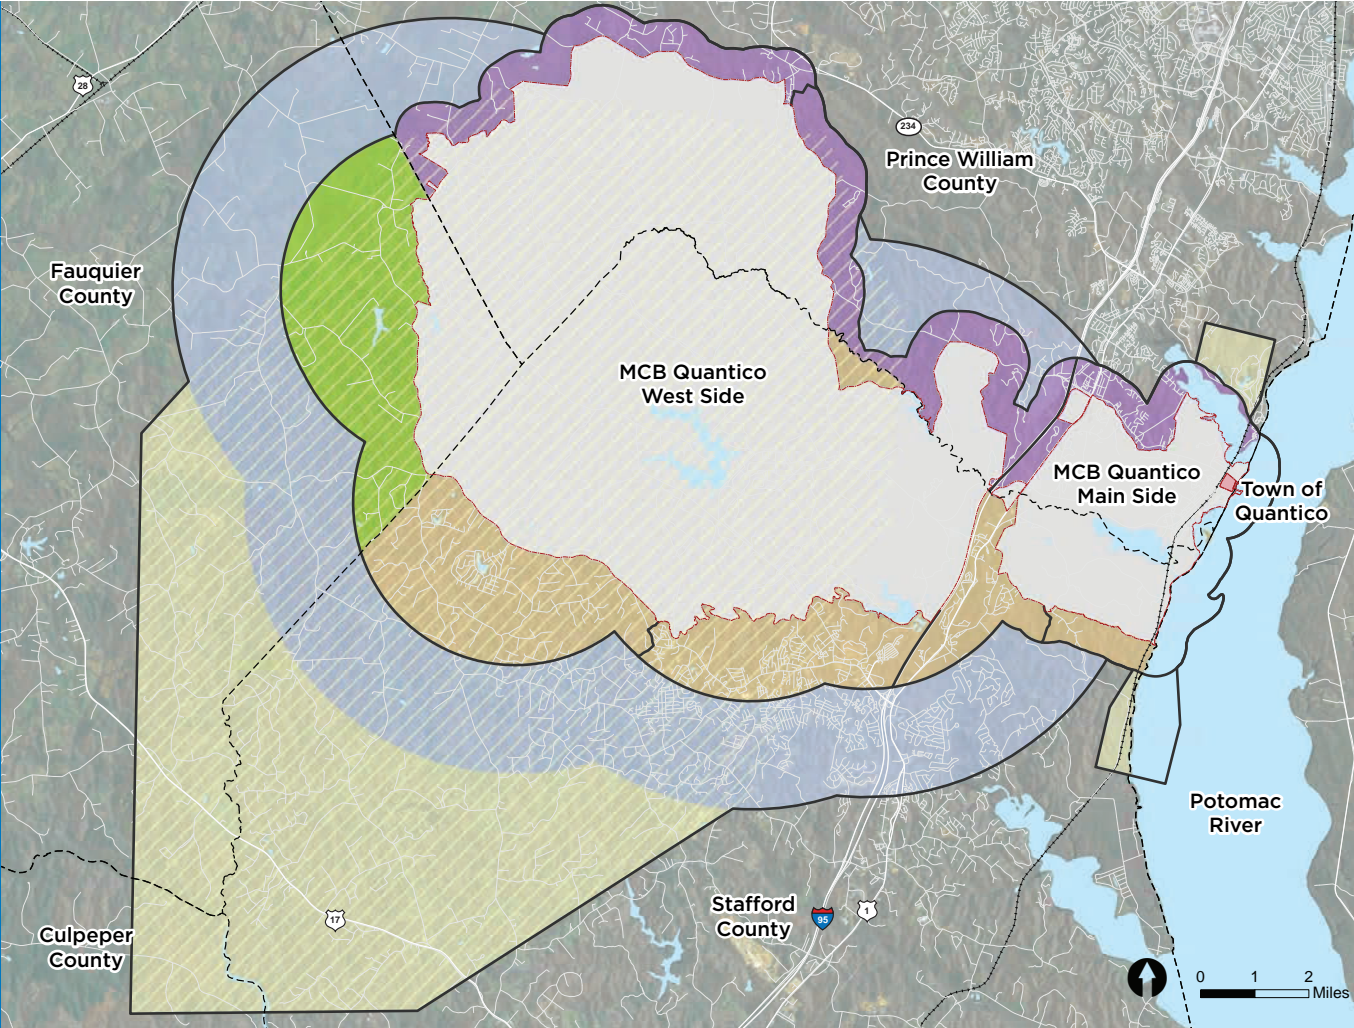 28
234
Prince William
County
Fauquier
County
MCB Quantico
West Side
MCB Quantico
Main Side
Town of
Quantico
Potomac
River
Stafford
County
95
1
17
Culpeper
County
0 1 2
Miles